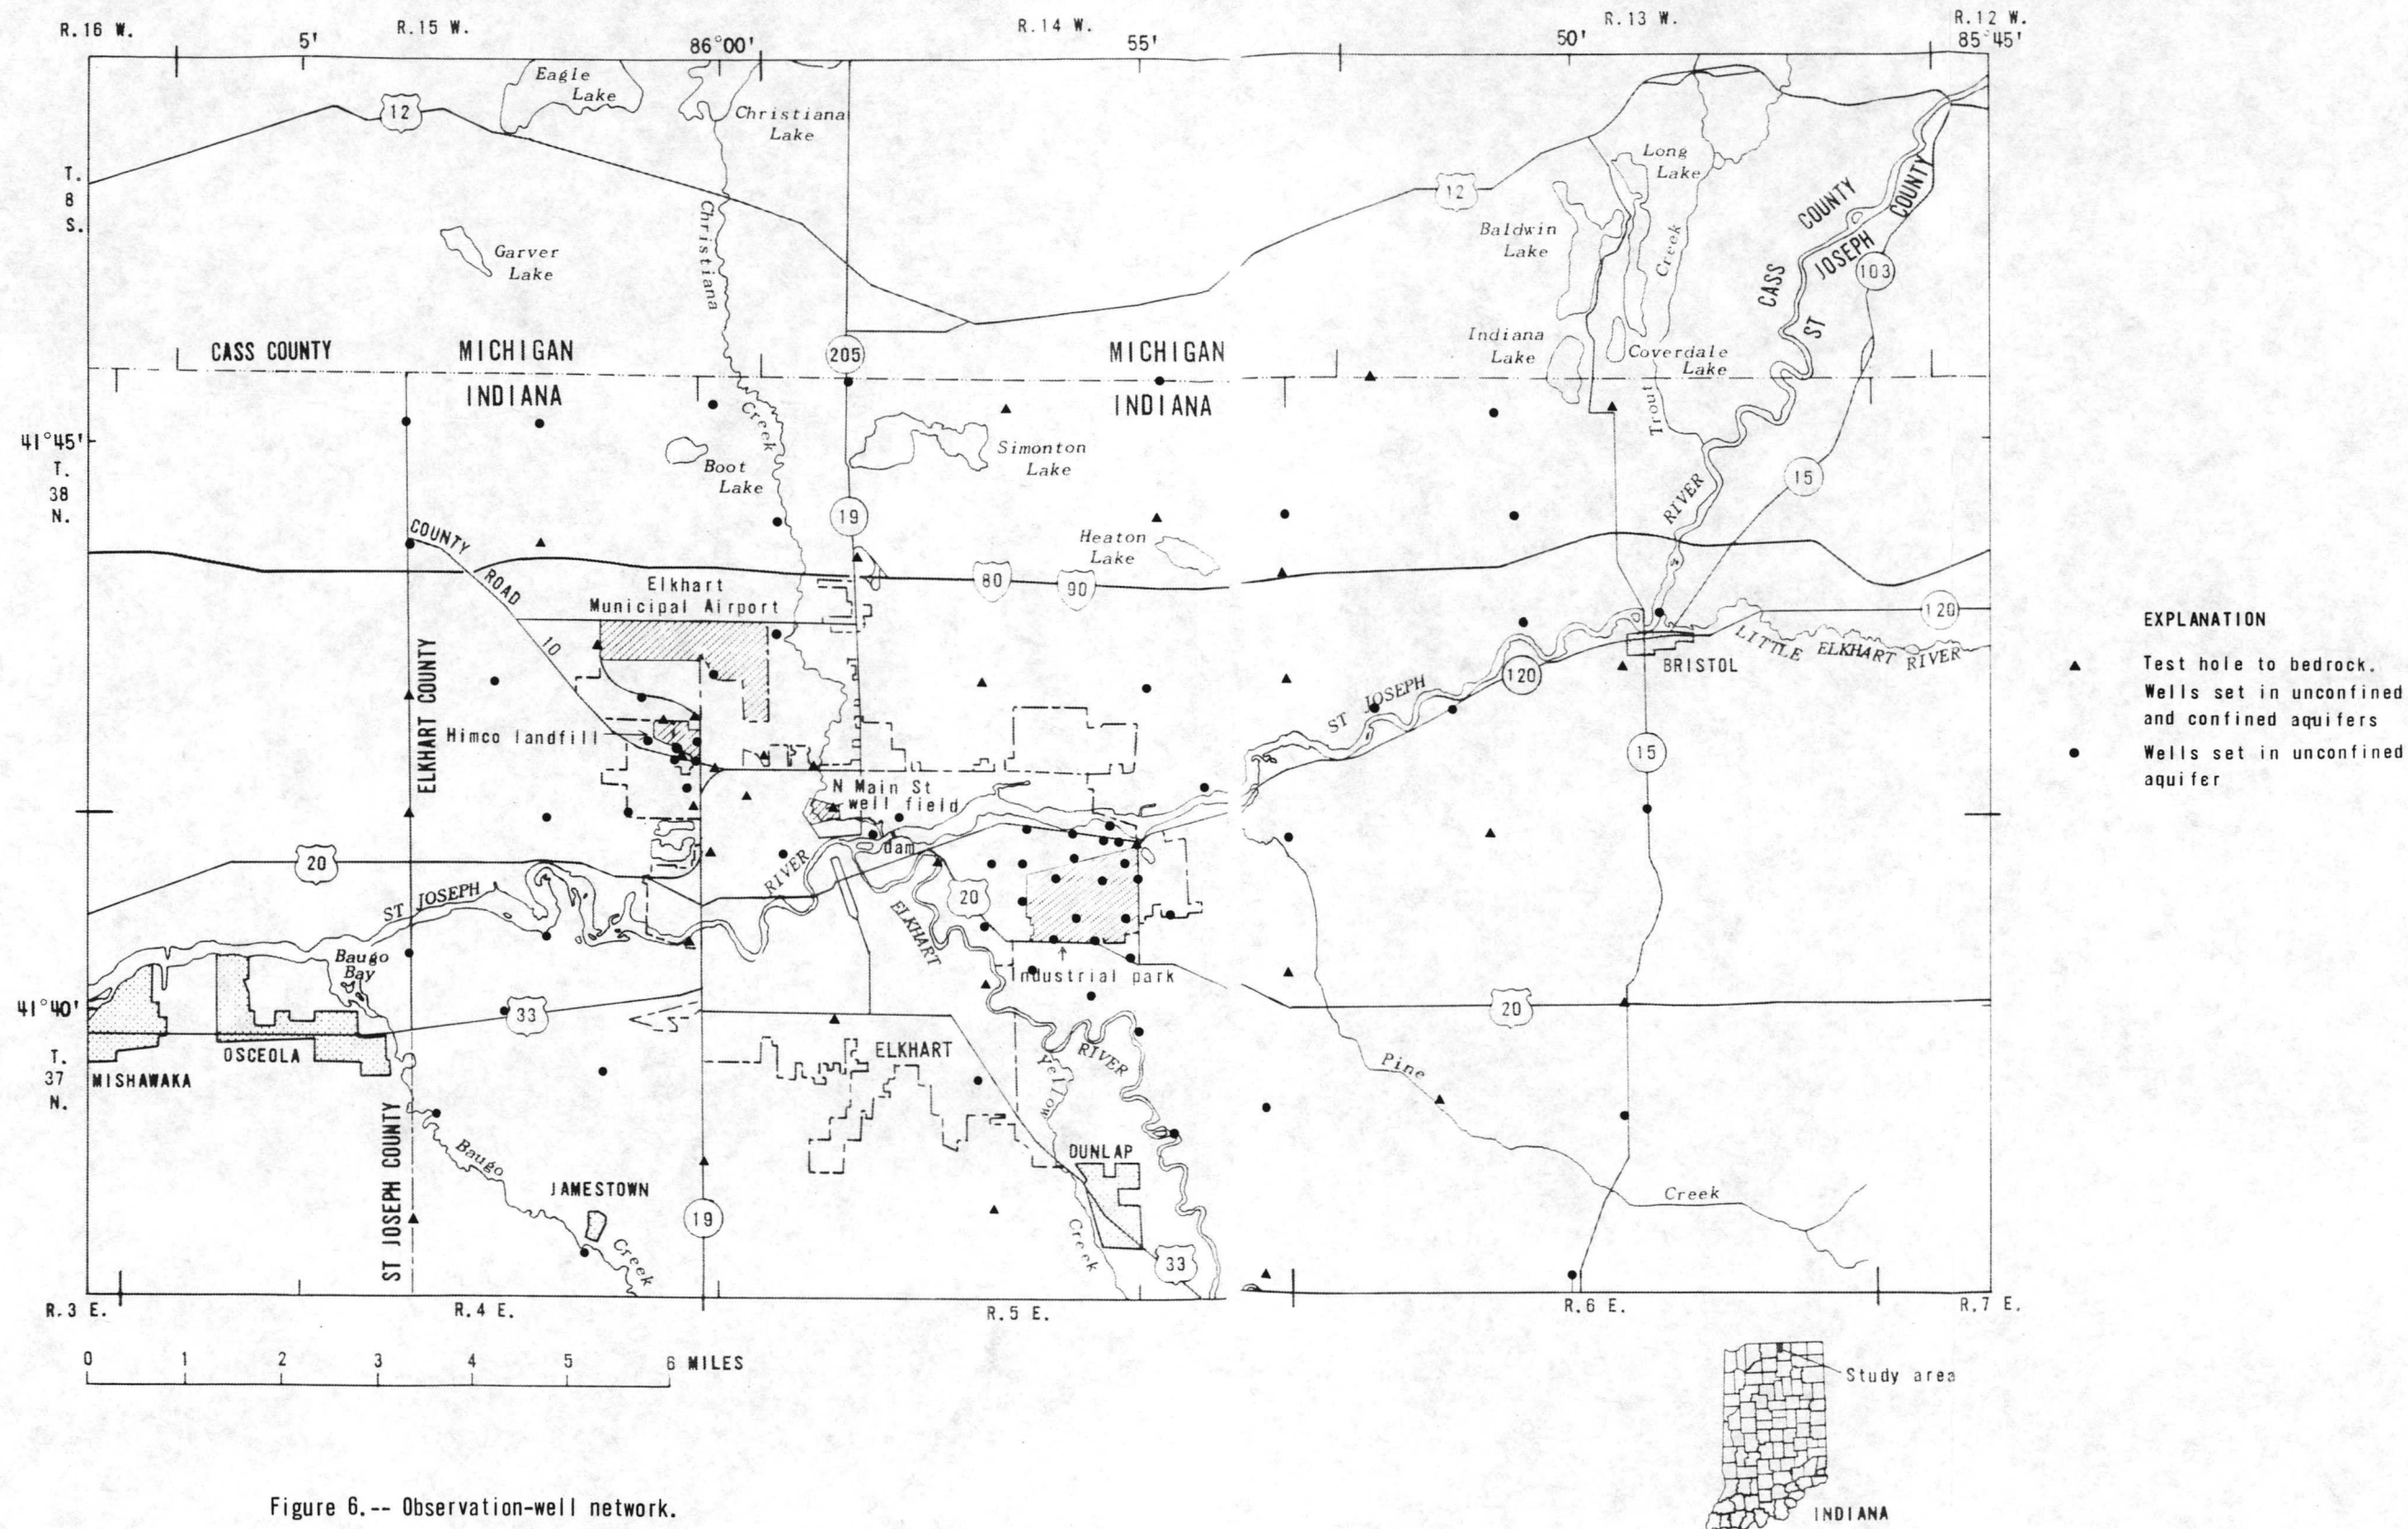 R.16 W.
5'
R.15 W.
86°00'
R.14 W.
55'
50'
R.13 W.
R.12 W.
85°45'
Eagle
Lake
Christiana
Lake
12
T.
8
S.
Garver
Lake
Christiana
Creek
12
Long
Lake
Baldwin
Lake
Creek
Trout
CASS COUNTY
ST JOSEPH COUNTY
103
Indiana
Lake
Coverdale
Lake
CASS COUNTY
MICHIGAN
INDIANA
205
MICHIGAN
INDIANA
41°45'
T.
38
N.
Boot
Lake
Simonton
Lake
19
15
RIVER
Heaton
Lake
COUNTY ROAD 10
Elkhart
Municipal Airport
80
90
120
LITTLE ELKHART RIVER
BRISTOL
120
ST JOSEPH
ELKHART COUNTY
Himco landfill
15
N Main St
well field
20
dam
RIVER
ST JOSEPH
20
ELKHART
RIVER
Baugo
Bay
Industrial park
41°40'
33
20
OSCEOLA
MISHAWAKA
T.
37
N.
ELKHART
Yellow
Creek
Pine
Creek
ST JOSEPH COUNTY
Baugo
Creek
JAMESTOWN
DUNLAP
19
33
R.3 E.
R.4 E.
R.5 E.
R.6 E.
R.7 E.
EXPLANATION
Test hole to bedrock.
Wells set in unconfined
and confined aquifers
Wells set in unconfined
aquifer
0 1 2 3 4 5 6 MILES
Study area
INDIANA
Figure 6.-- Observation-well network.